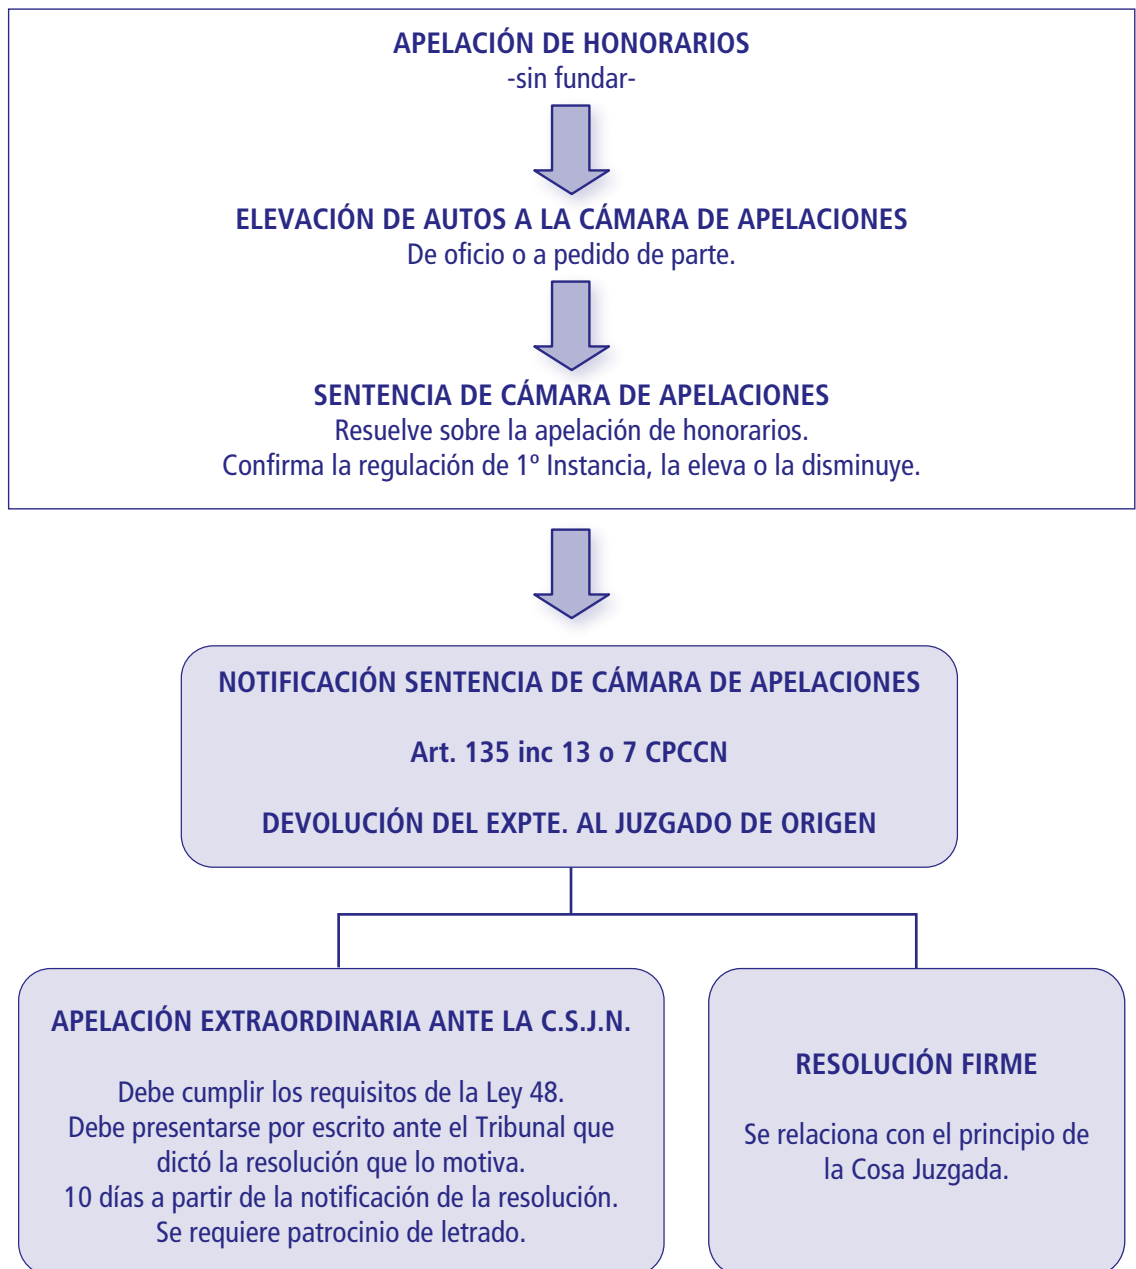 APELACIÓN DE HONORARIOS
-sin fundar-
ELEVACIÓN DE AUTOS A LA CÁMARA DE APELACIONES
De oficio o a pedido de parte.
SENTENCIA DE CÁMARA DE APELACIONES
Resuelve sobre la apelación de honorarios.
Confirma la regulación de 1º Instancia, la eleva o la disminuye.
NOTIFICACIÓN SENTENCIA DE CÁMARA DE APELACIONES
Art. 135 inc 13 o 7 CPCCN
DEVOLUCIÓN DEL EXPTE. AL JUZGADO DE ORIGEN
APELACIÓN EXTRAORDINARIA ANTE LA C.S.J.N.
Debe cumplir los requisitos de la Ley 48.
Debe presentarse por escrito ante el Tribunal que
dictó la resolución que lo motiva.
10 días a partir de la notificación de la resolución.
Se requiere patrocinio de letrado.
RESOLUCIÓN FIRME
Se relaciona con el principio de
la Cosa Juzgada.